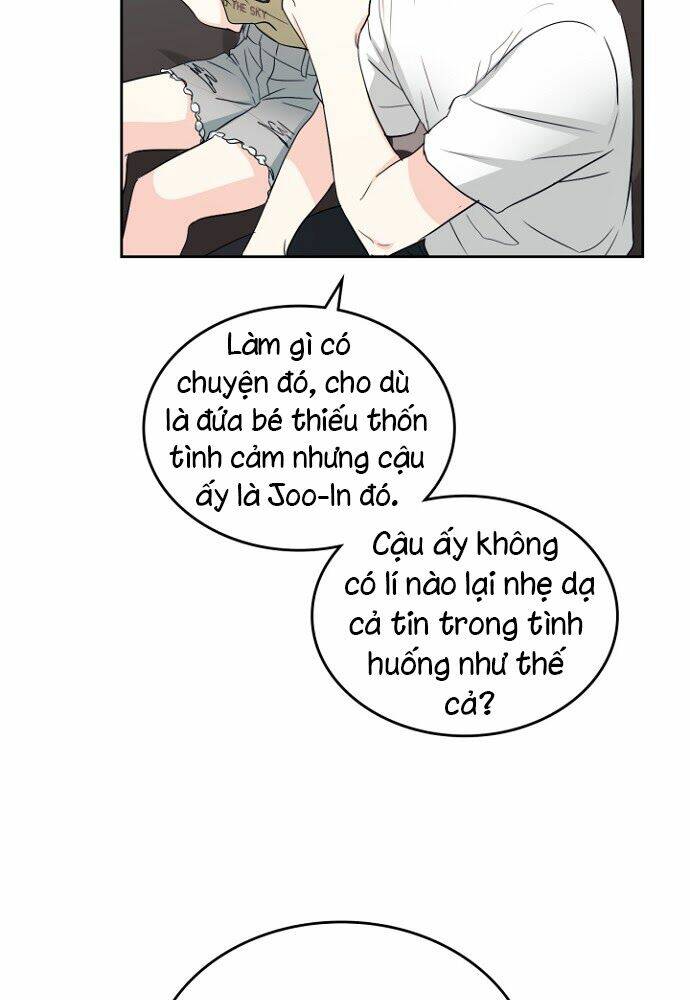 THE SKY
Làm gì có
chuyện đó, cho dù
là đứa bé thiếu thốn
tình cảm nhưng cậu
ấy là Joo-In đó.
Cậu ấy không
có lí nào lại nhẹ dạ
cả tin trong tình
huống như thế
cả?